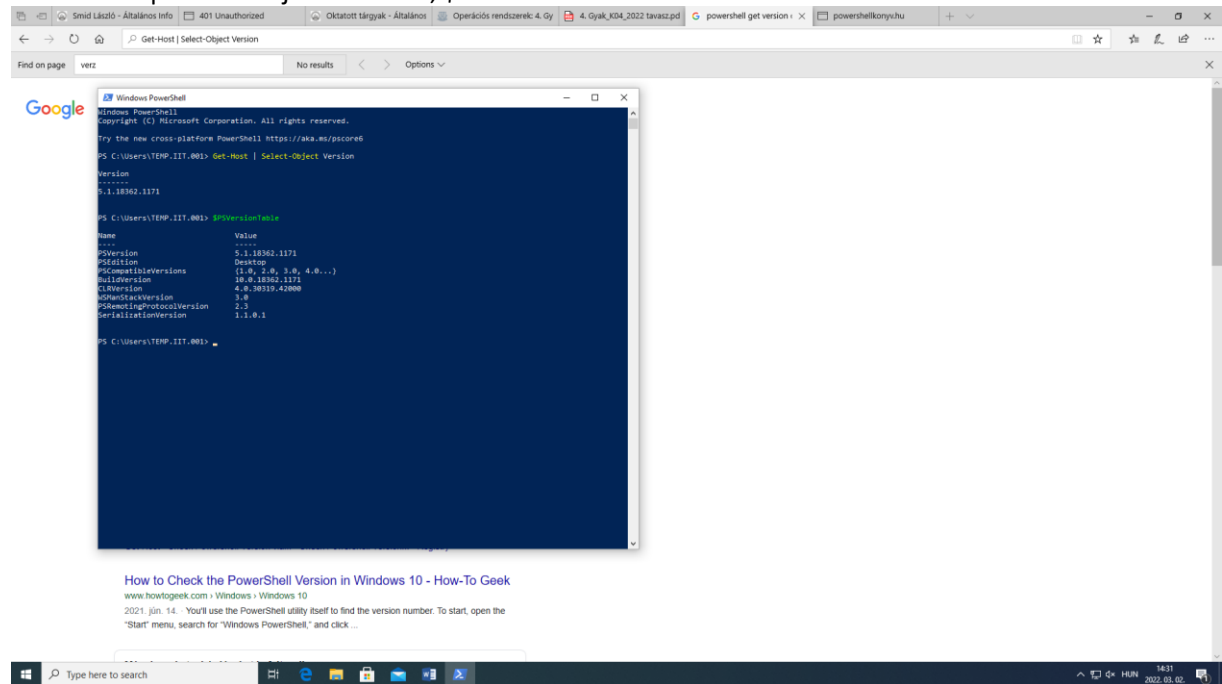 Smid László - Általános Info
401 Unauthorized
Oktatott tárgyak - Általános
Operációs rendszerek: 4. Gy
4. Gyak_K04_2022 tavasz.pd
powershell get version
powershellkonyv.hu
Get-Host | Select-Object Version
Find on page verz No results Options
Google
Windows PowerShell
Windows PowerShell
Copyright (C) Microsoft Corporation. All rights reserved.
Try the new cross-platform PowerShell https://aka.ms/pscore6
PS C:\Users\TEMP.IIT.001> Get-Host | Select-Object Version
Version
-------
5.1.18362.1171
PS C:\Users\TEMP.IIT.001> $PSVersionTable
Name Value
---- -----
PSVersion 5.1.18362.1171
PSEdition Desktop
PSCompatibleVersions {1.0, 2.0, 3.0, 4.0...}
BuildVersion 10.0.18362.1171
CLRVersion 4.0.30319.42000
WSManStackVersion 3.0
PSRemotingProtocolVersion 2.3
SerializationVersion 1.1.0.1
PS C:\Users\TEMP.IIT.001>
How to Check the PowerShell Version in Windows 10 - How-To Geek
www.howtogeek.com › Windows › Windows 10
2021. jún. 14. - You'll use the PowerShell utility itself to find the version number. To start, open the
"Start" menu, search for "Windows PowerShell," and click ...
Type here to search
HUN
14:31
2022. 03. 02.